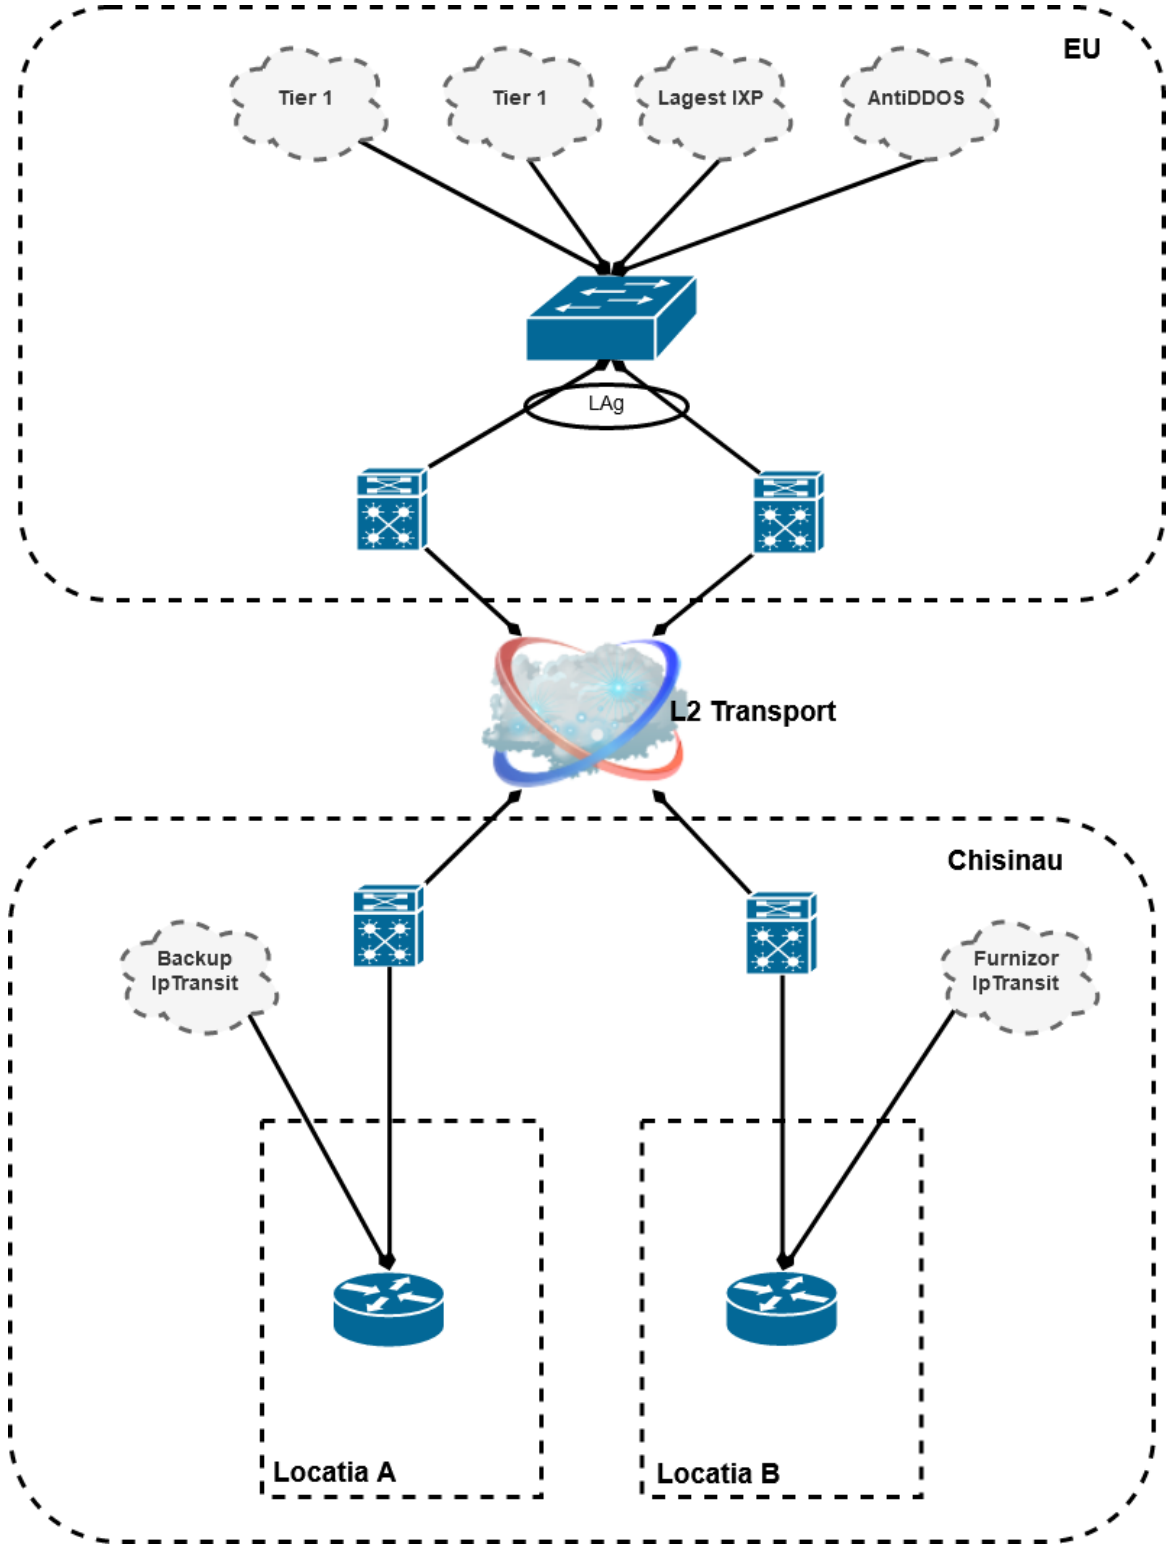 EU
Tier 1
Tier 1
Lagest IXP
AntiDDOS
LAg
L2 Transport
Chisinau
Backup
IpTransit
Furnizor
IpTransit
Locatia A
Locatia B